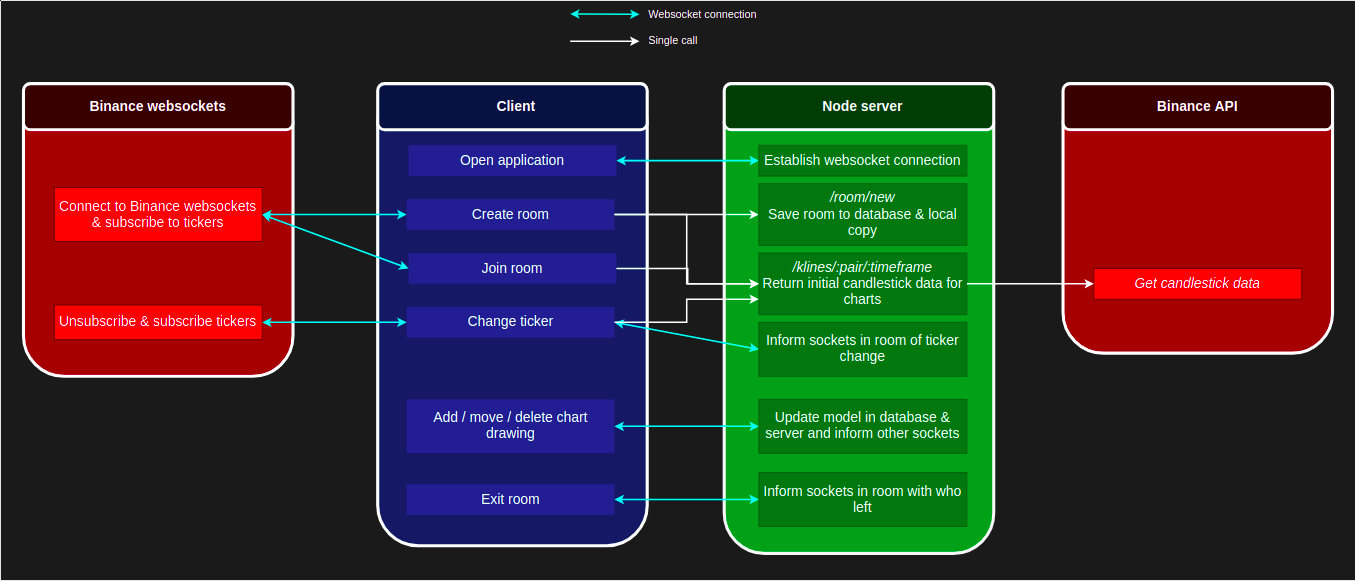 Websocket connection
Single call
Binance websockets
Client
Node server
Binance API
Open application
Establish websocket connection
Connect to Binance websockets
& subscribe to tickers
Create room
/room/new
Save room to database & local
copy
Join room
/klines/:pair/:timeframe
Return initial candlestick data for
charts
Get candlestick data
Unsubscribe & subscribe tickers
Change ticker
Inform sockets in room of ticker
change
Add / move / delete chart
drawing
Update model in database &
server and inform other sockets
Exit room
Inform sockets in room with who
left